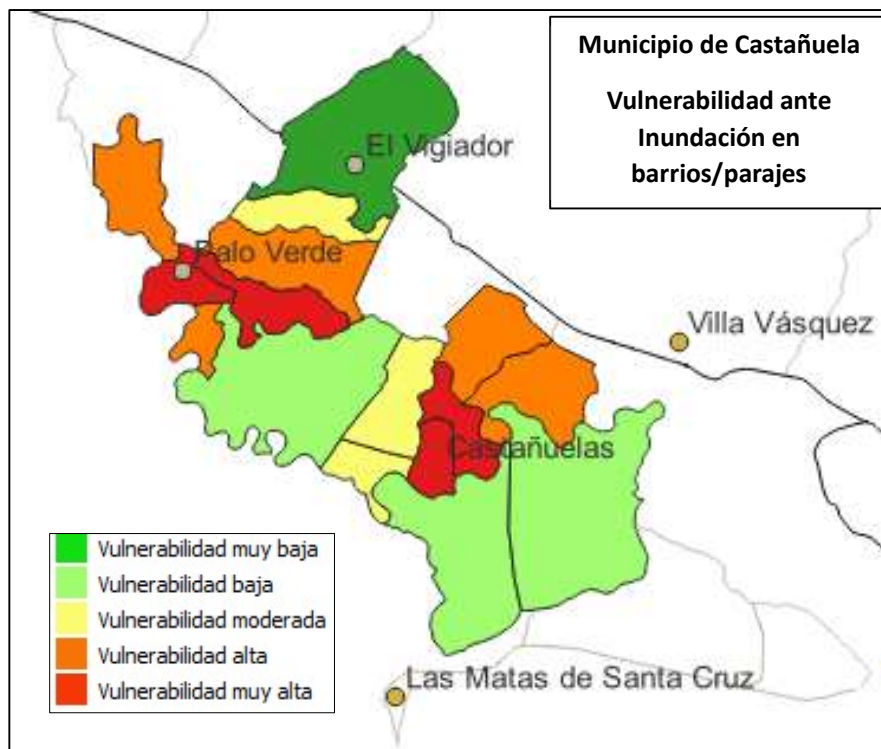 Municipio de Castañuela
Vulnerabilidad ante
Inundación en
barrios/parajes
El Vigiador
Palo Verde
Villa Vásquez
Castañuelas
Las Matas de Santa Cruz
Vulnerabilidad muy baja
Vulnerabilidad baja
Vulnerabilidad moderada
Vulnerabilidad alta
Vulnerabilidad muy alta